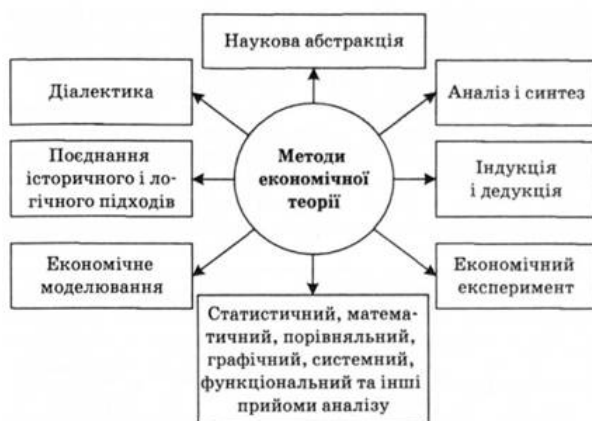 Наукова абстракція
Діалектика
Аналіз і синтез
Поєднання
історичного і ло-
гічного підходів
Методи
економічної
теорії
Індукція
і дедукція
Економічне
моделювання
Економічний
експеримент
Статистичний, матема-
тичний, порівняльний,
графічний, системний,
функціональний та інші
прийоми аналізу